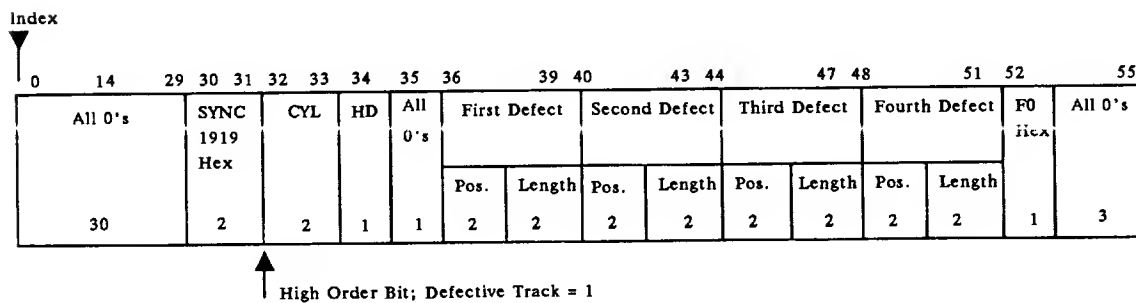 Index
0 14 29 30 31 32 33 34 35 36 39 40 43 44 47 48 51 52 55
All 0's SYNC CYL HD All First Defect Second Defect Third Defect Fourth Defect F0 All 0's
1919 0's Hex
Hex
Pos. Length Pos. Length Pos. Length Pos. Length
30 2 2 1 1 2 2 2 2 2 2 2 2 1 3
High Order Bit; Defective Track = 1